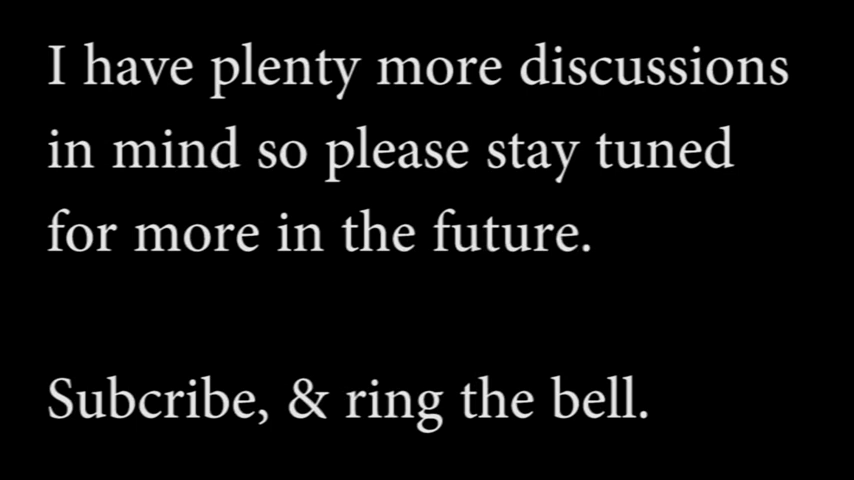 I have plenty more discussions
in mind so please stay tuned
for more in the future.
Subcribe, & ring the bell.